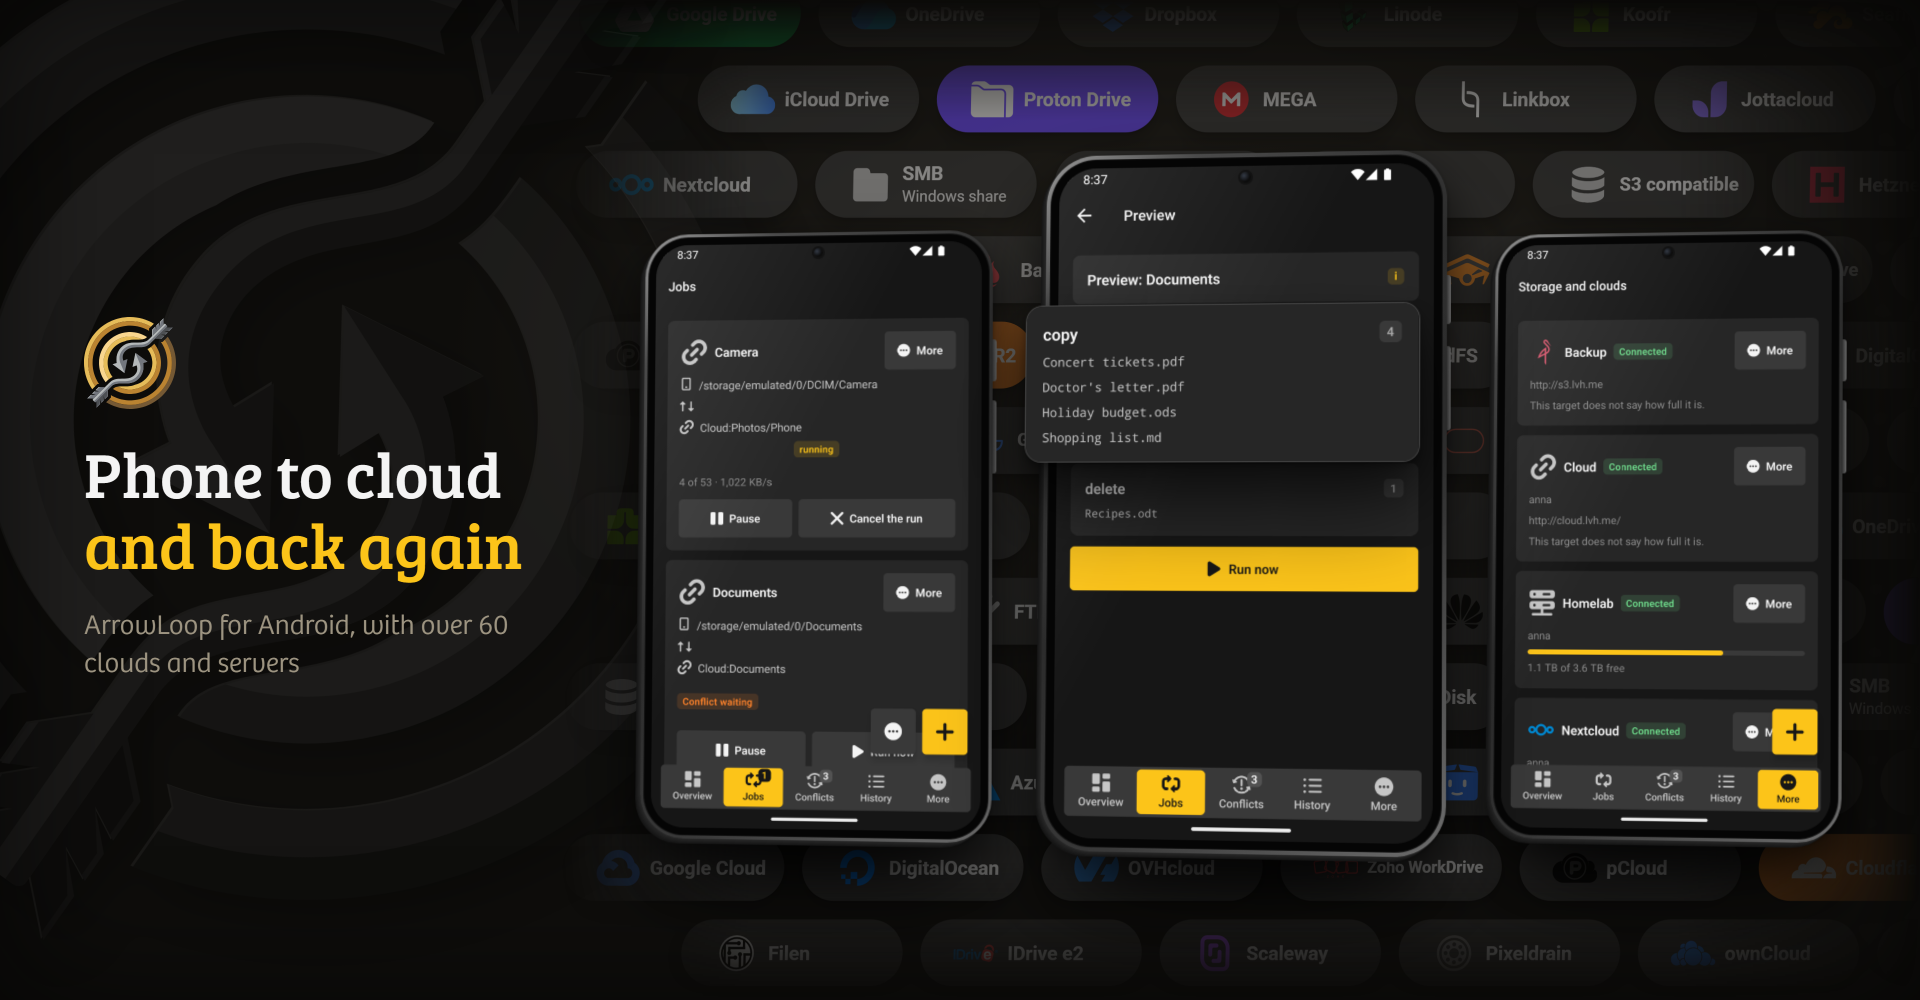 Phone to cloud
and back again
ArrowLoop for Android, with over 60
clouds and servers
Google Drive
OneDrive
Dropbox
Linode
Koofr
iCloud Drive
Proton Drive
MEGA
Linkbox
Jottacloud
Nextcloud
SMB
Windows share
S3 compatible
8:37
Jobs
Camera
More
/storage/emulated/0/DCIM/Camera
Cloud:Photos/Phone
running
4 of 53 · 1,022 KB/s
Pause
Cancel the run
Documents
More
/storage/emulated/0/Documents
Cloud:Documents
Conflict waiting
Pause
Overview
Jobs
1
Conflicts
3
History
More
8:37
Preview
Preview: Documents
i
copy
4
Concert tickets.pdf
Doctor's letter.pdf
Holiday budget.ods
Shopping list.md
delete
1
Recipes.odt
Run now
Overview
Jobs
Conflicts
3
History
More
8:37
Storage and clouds
Backup
Connected
More
http://s3.lvh.me
This target does not say how full it is.
Cloud
Connected
More
anna
http://cloud.lvh.me/
This target does not say how full it is.
Homelab
Connected
More
anna
1.1 TB of 3.6 TB free
Nextcloud
Connected
anna
Overview
Jobs
Conflicts
3
History
More
SMB
Google Cloud
DigitalOcean
OVHcloud
Zoho WorkDrive
pCloud
Filen
IDrive e2
Scaleway
Pixeldrain
ownCloud